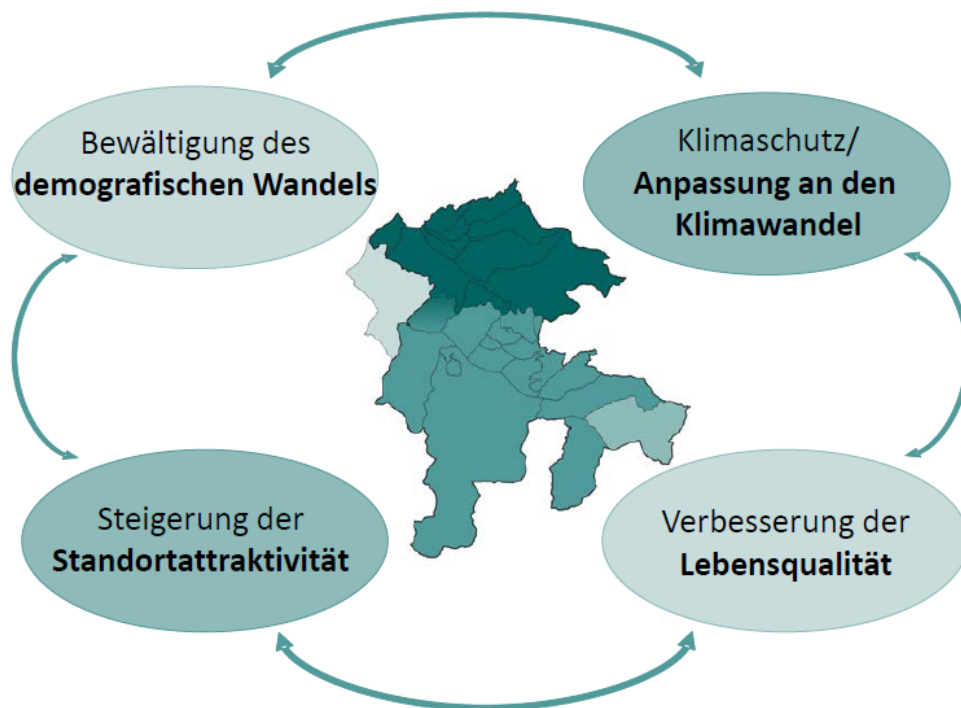 Bewältigung des
demografischen Wandels
Klimaschutz/
Anpassung an den
Klimawandel
Steigerung der
Standortattraktivität
Verbesserung der
Lebensqualität